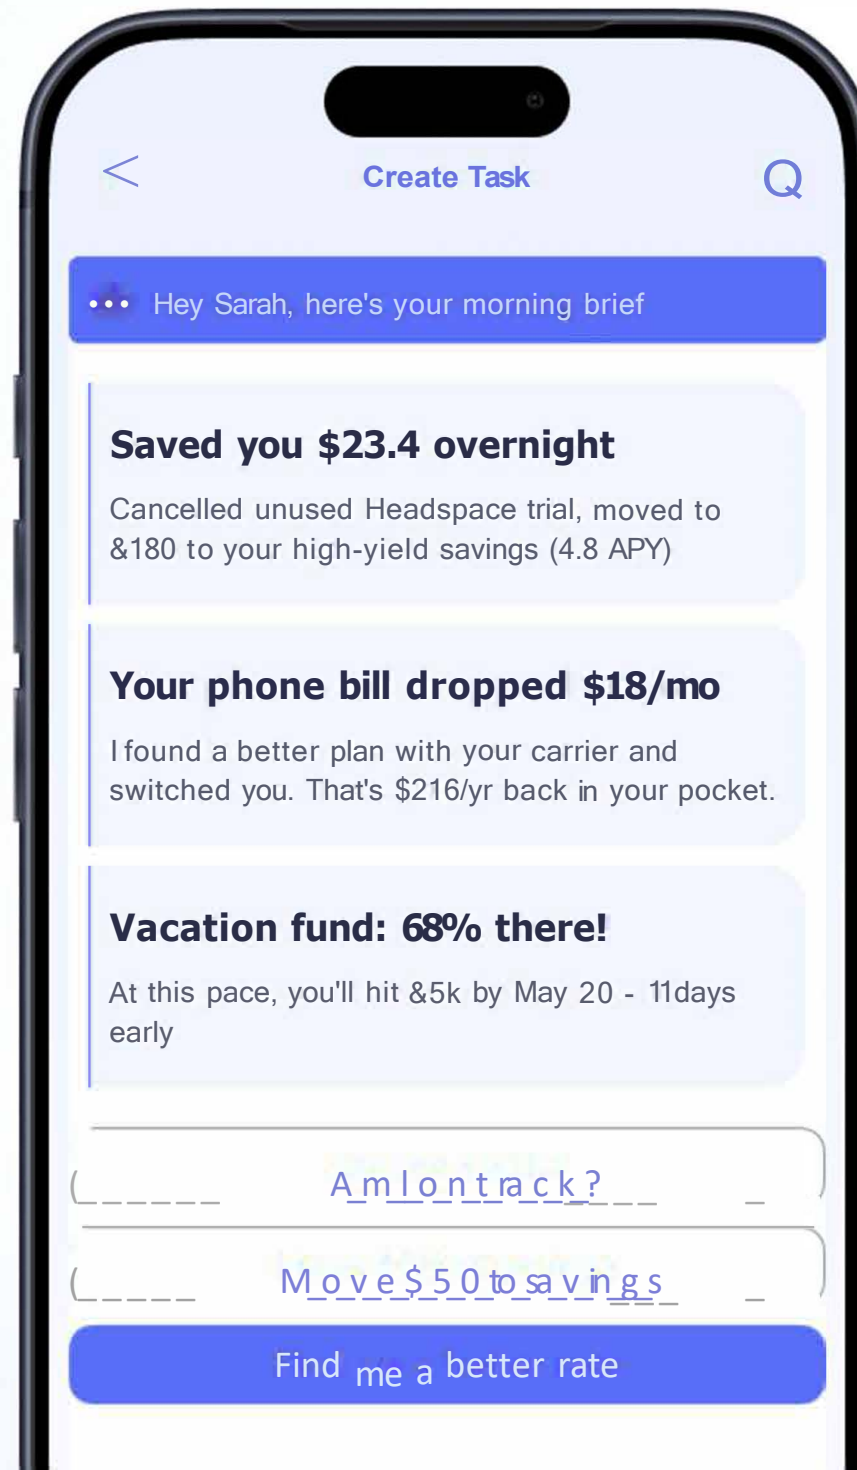 Create Task
Hey Sarah, here's your morning brief
Saved you $23.4 overnight
Cancelled unused Headspace trial, moved to
&180 to your high-yield savings (4.8 APY)
Your phone bill dropped $18/mo
I found a better plan with your carrier and
switched you. That's $216/yr back in your pocket.
Vacation fund: 68% there!
At this pace, you'll hit &5k by May 20 - 11days
early
Am I on track?
Move $50 to savings
Find me a better rate